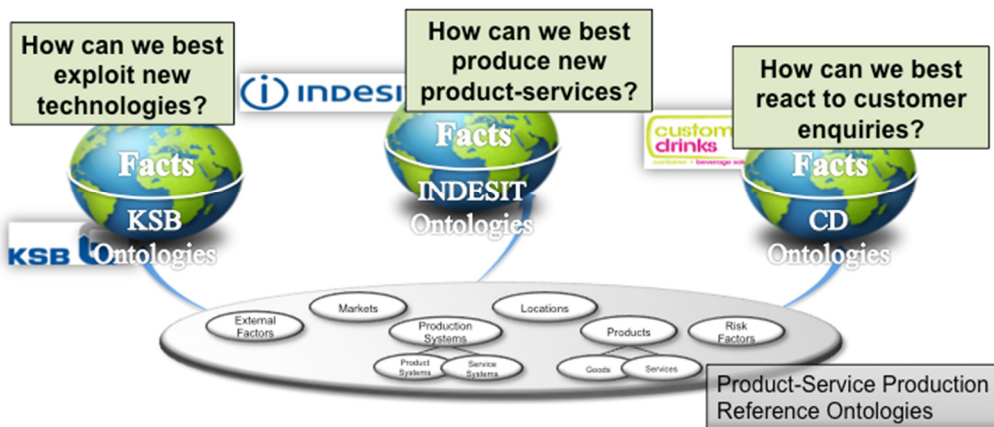 How can we best
exploit new
technologies?
How can we best
produce new
product-services?
How can we best
react to customer
enquiries?
INDESI
custom
drinks
Facts
KSB
Ontologies
Facts
INDESIT
Ontologies
Facts
CD
Ontologies
KSB
Markets
Locations
External
Factors
Production
Systems
Products
Risk
Factors
Product
Systems
Service
Systems
Goods
Services
Product-Service Production
Reference Ontologies